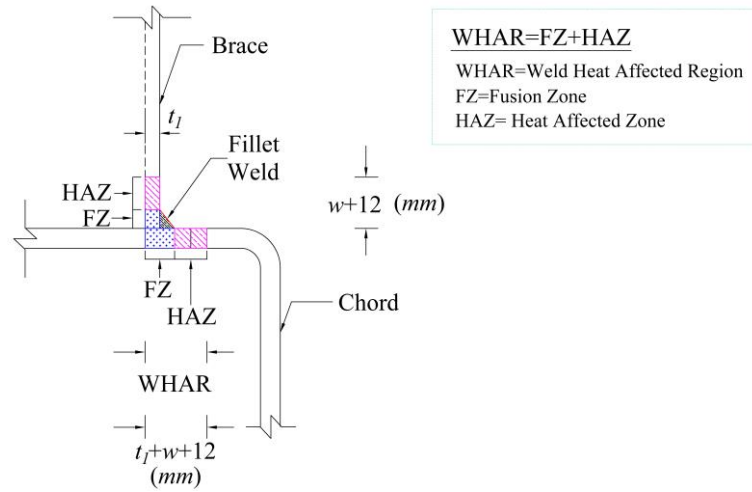 WHAR=FZ+HAZ
WHAR=Weld Heat Affected Region
FZ=Fusion Zone
HAZ= Heat Affected Zone
Brace
t1
Fillet
Weld
HAZ
FZ
w+12 (mm)
FZ
HAZ
Chord
WHAR
t1+w+12
(mm)